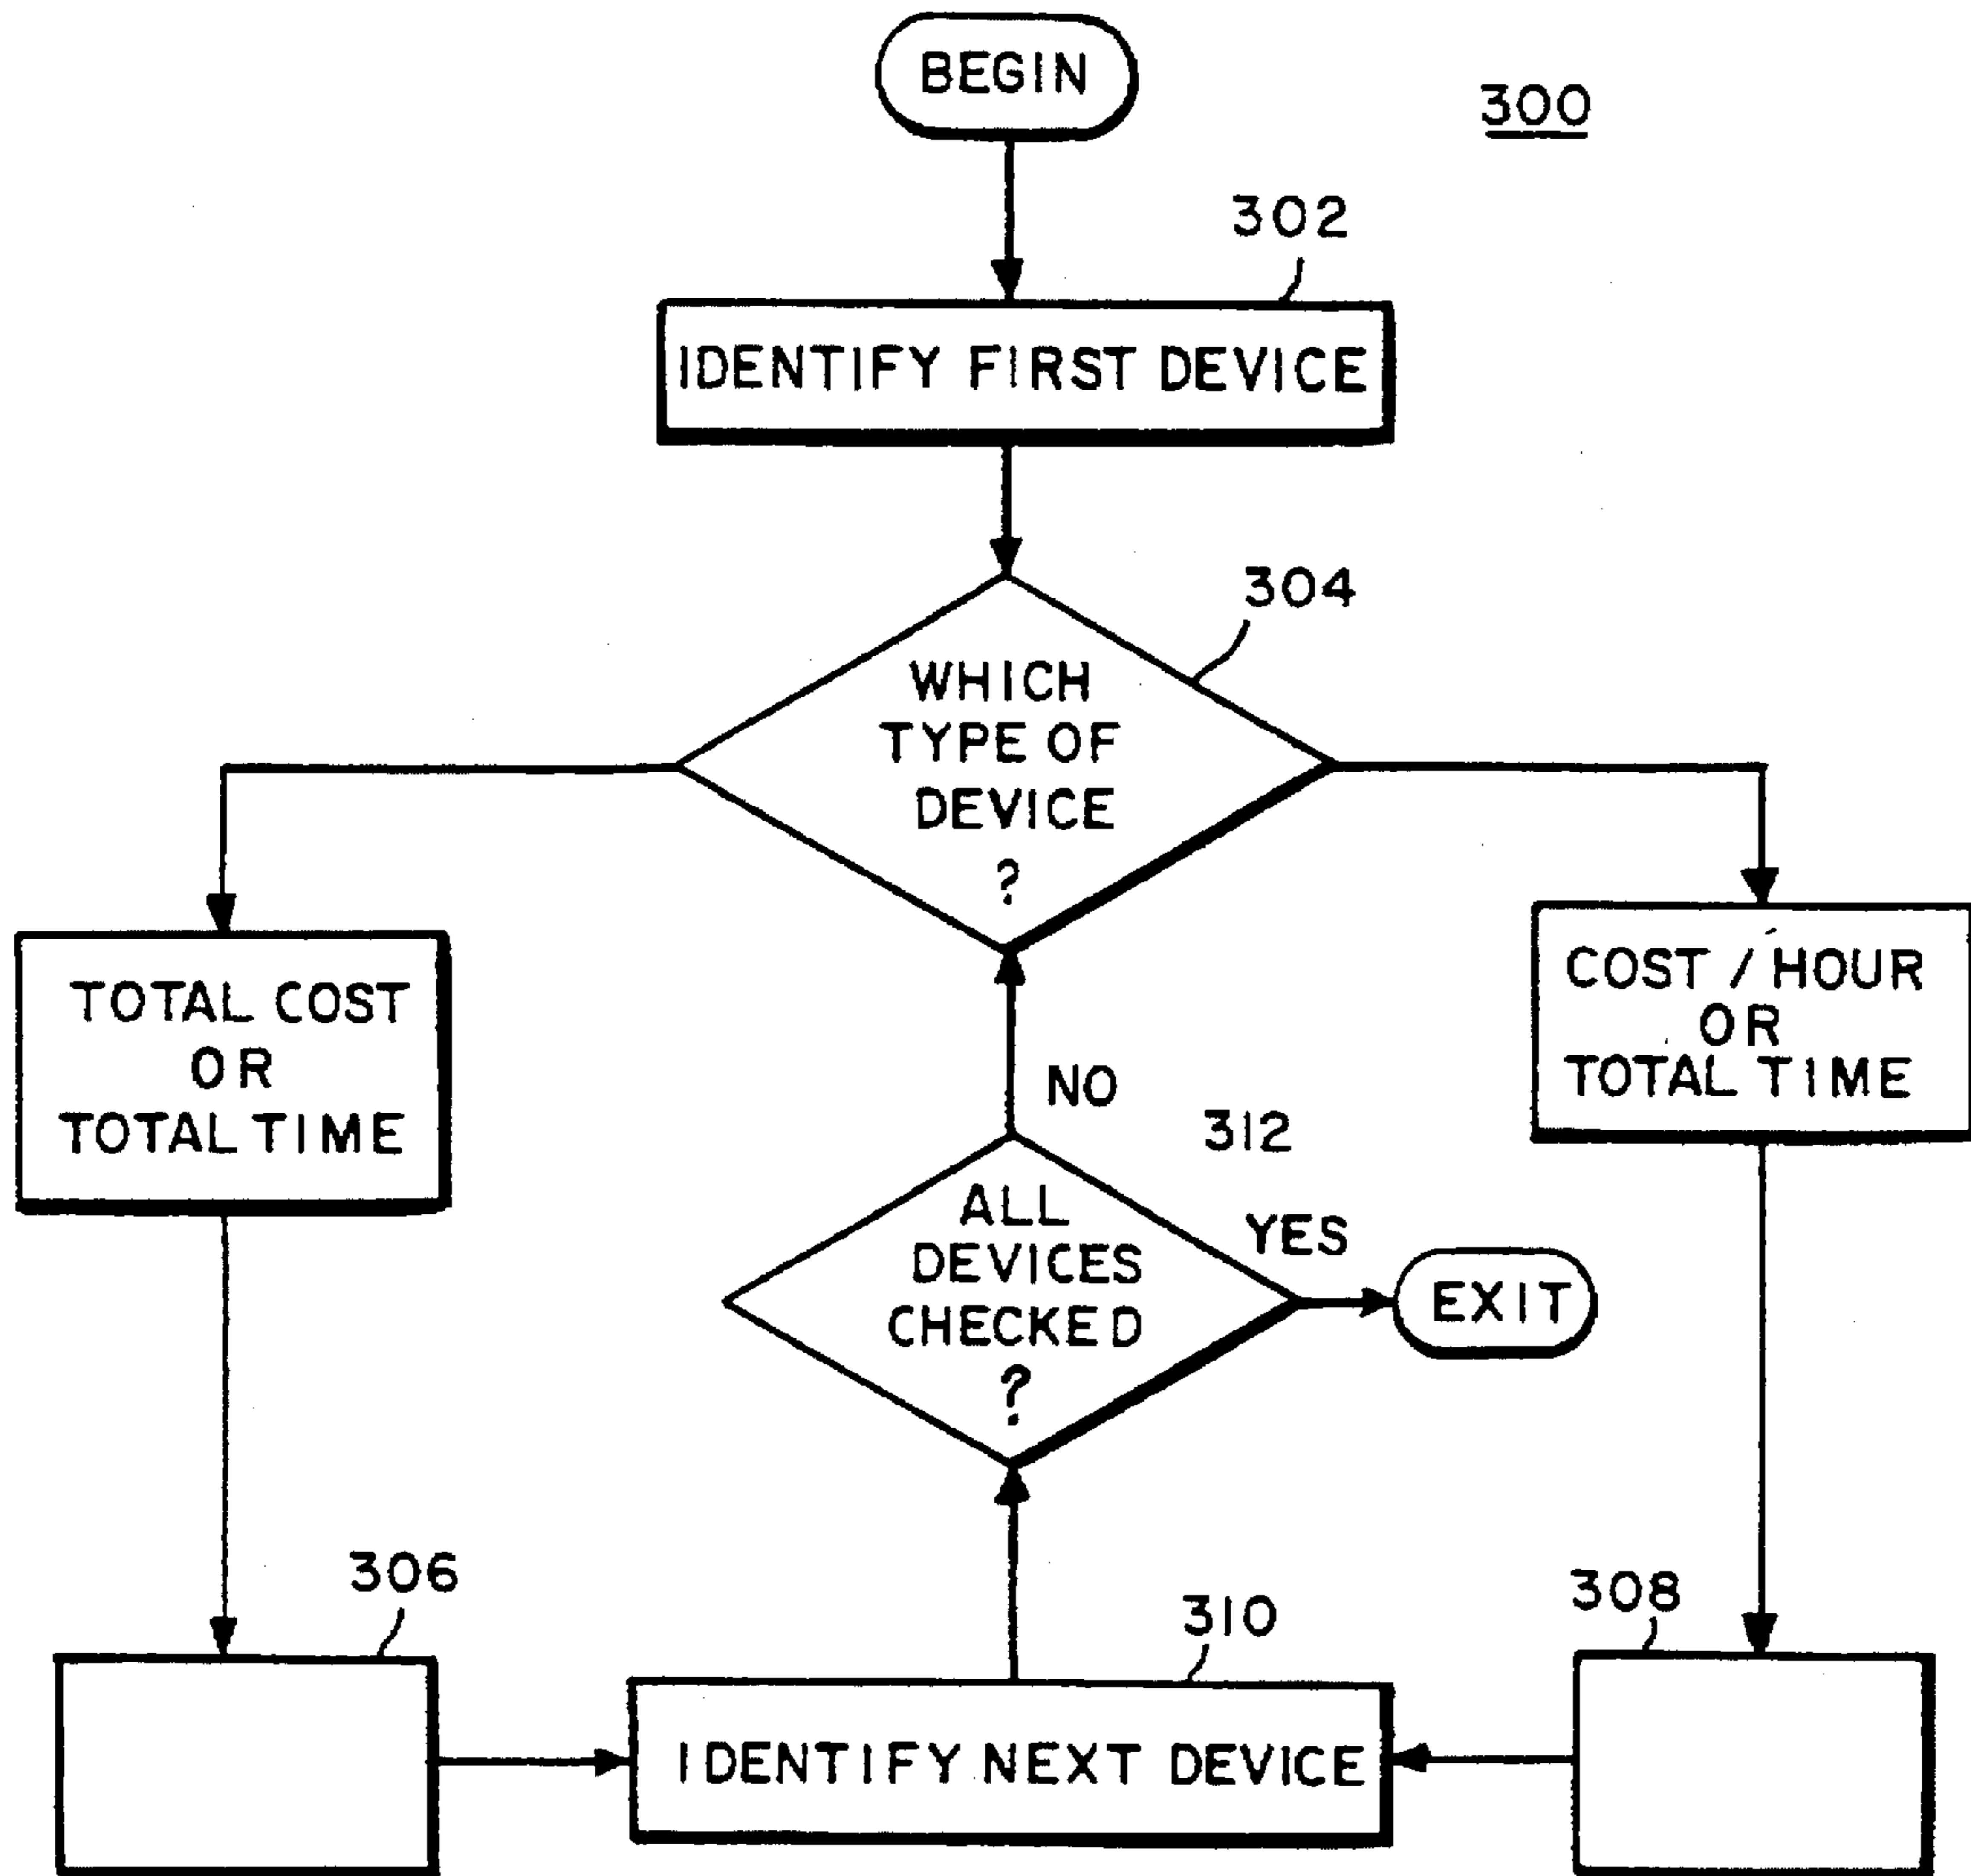 BEGIN
300
302
IDENTIFY FIRST DEVICE
304
WHICH
TYPE OF
DEVICE
?
TOTAL COST
OR
TOTAL TIME
COST / HOUR
OR
TOTAL TIME
NO
312
ALL
DEVICES
CHECKED
?
YES
EXIT
306
310
308
IDENTIFY NEXT DEVICE